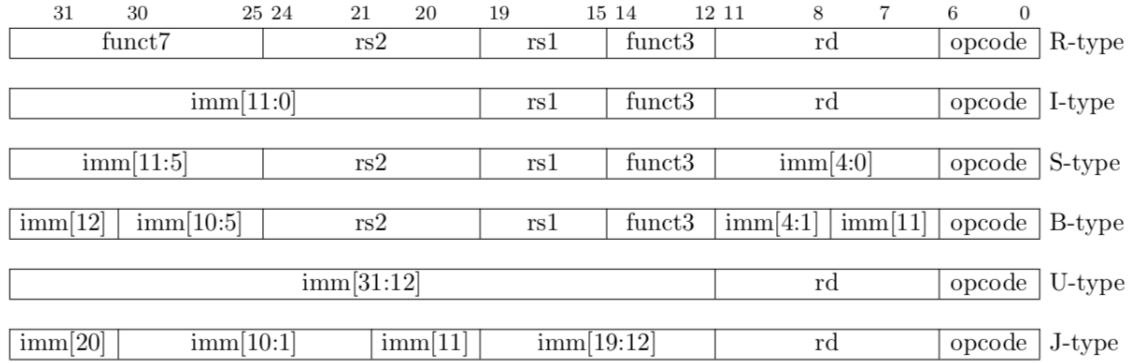 31 30 25 24 21 20 19 15 14 12 11 8 7 6 0
funct7 rs2 rs1 funct3 rd opcode R-type
imm[11:0] rs1 funct3 rd opcode I-type
imm[11:5] rs2 rs1 funct3 imm[4:0] opcode S-type
imm[12] imm[10:5] rs2 rs1 funct3 imm[4:1] imm[11] opcode B-type
imm[31:12] rd opcode U-type
imm[20] imm[10:1] imm[11] imm[19:12] rd opcode J-type